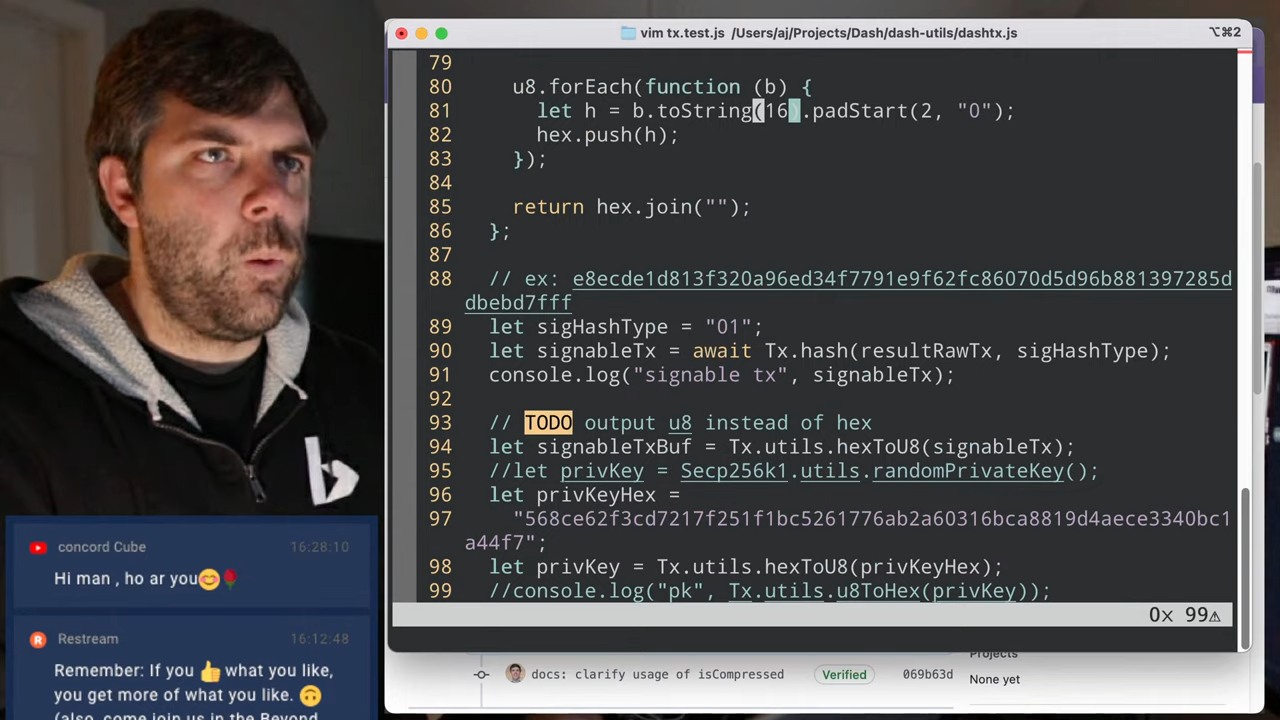 vim tx.test.js /Users/aj/Projects/Dash/dash-utils/dashtx.js
⌥⌘2
79
80 u8.forEach(function (b) {
81 let h = b.toString(16).padStart(2, "0");
82 hex.push(h);
83 });
84
85 return hex.join("");
86 };
87
88 // ex: e8ecde1d813f320a96ed34f7791e9f62fc86070d5d96b881397285d
dbebd7fff
89 let sigHashType = "01";
90 let signableTx = await Tx.hash(resultRawTx, sigHashType);
91 console.log("signable tx", signableTx);
92
93 // TODO output u8 instead of hex
94 let signableTxBuf = Tx.utils.hexToU8(signableTx);
95 //let privKey = Secp256k1.utils.randomPrivateKey();
96 let privKeyHex =
97 "568ce62f3cd7217f251f1bc5261776ab2a60316bca8819d4aece3340bc1
a44f7";
98 let privKey = Tx.utils.hexToU8(privKeyHex);
99 //console.log("pk", Tx.utils.u8ToHex(privKey));
0× 99⚠
docs: clarify usage of isCompressed
Verified
069b63d
Projects
None yet
concord Cube 16:28:10
Hi man , ho ar you😊🌹
Restream 16:12:48
Remember: If you 👍 what you like,
you get more of what you like. 🙃
(also, come join us in the Beyond